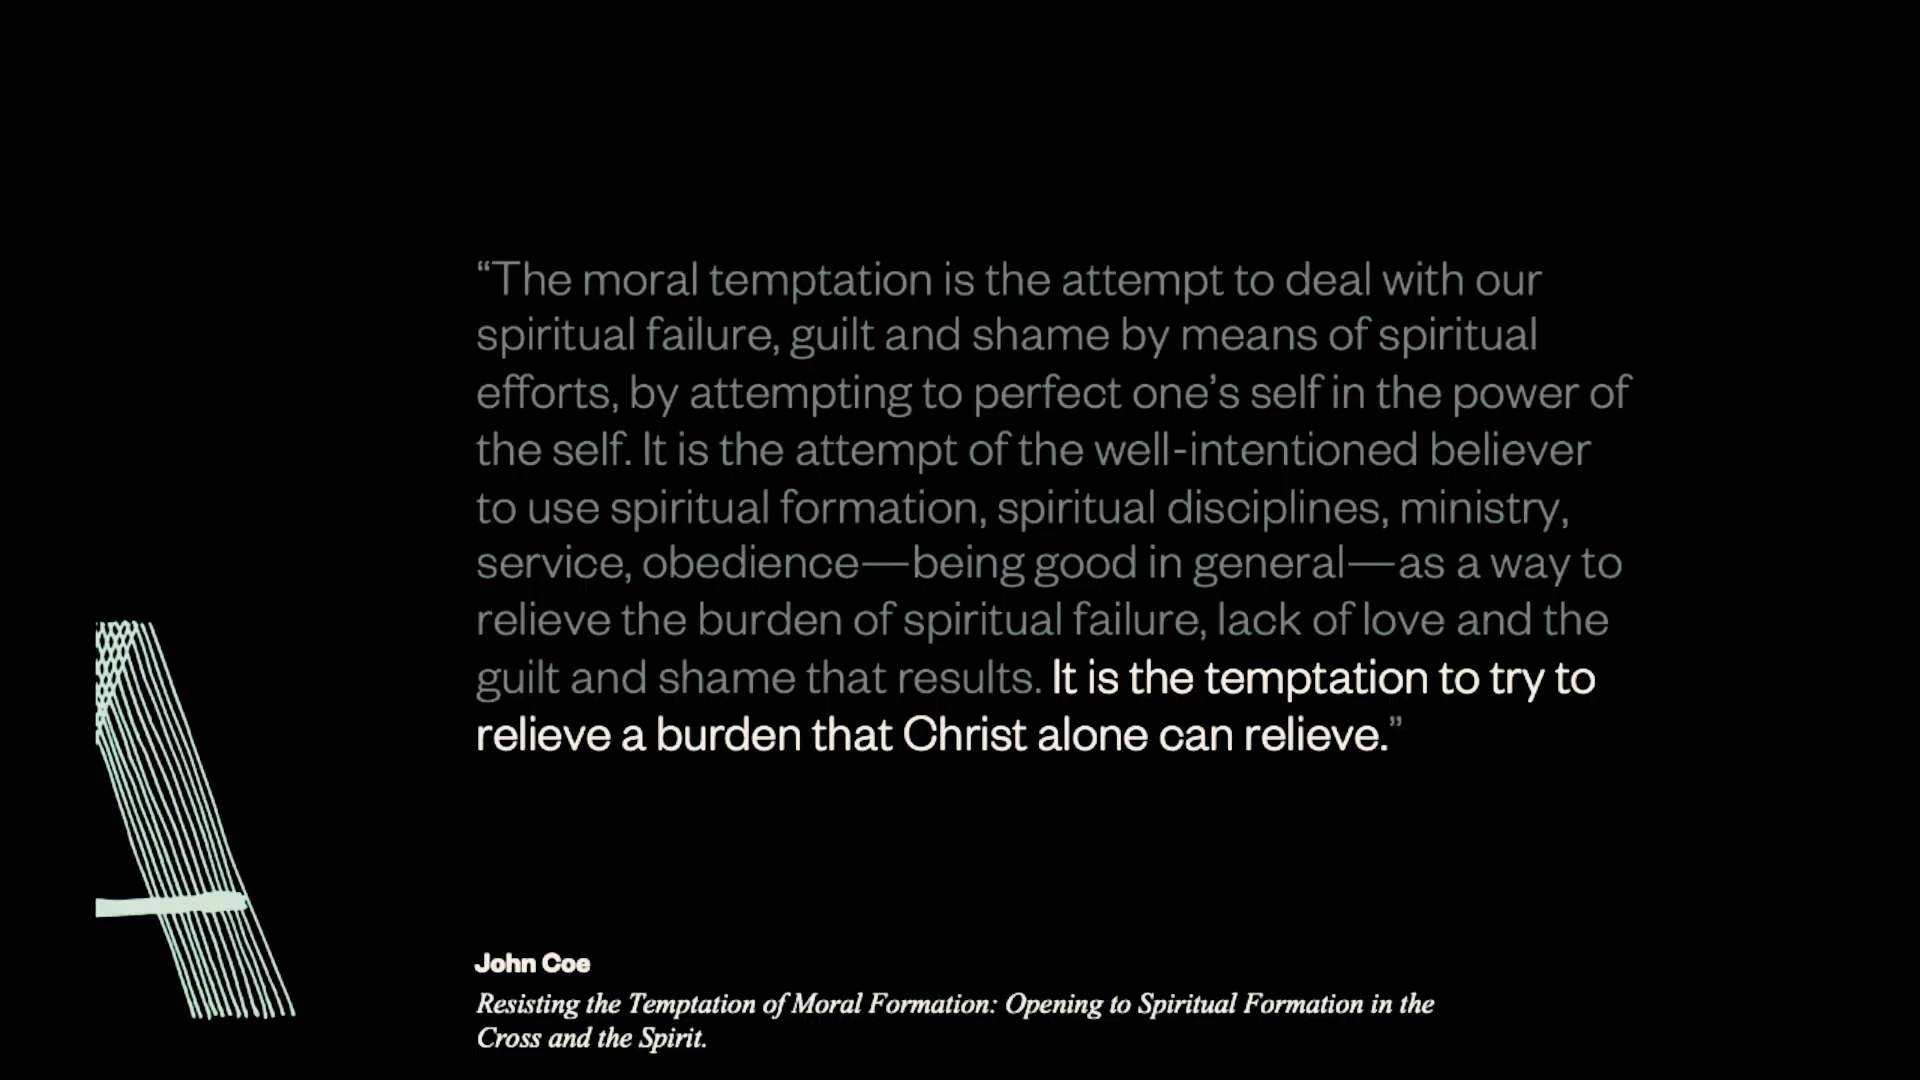 “The moral temptation is the attempt to deal with our
spiritual failure, guilt and shame by means of spiritual
efforts, by attempting to perfect one’s self in the power of
the self. It is the attempt of the well-intentioned believer
to use spiritual formation, spiritual disciplines, ministry,
service, obedience—being good in general—as a way to
relieve the burden of spiritual failure, lack of love and the
guilt and shame that results. It is the temptation to try to
relieve a burden that Christ alone can relieve.”
John Coe
Resisting the Temptation of Moral Formation: Opening to Spiritual Formation in the
Cross and the Spirit.